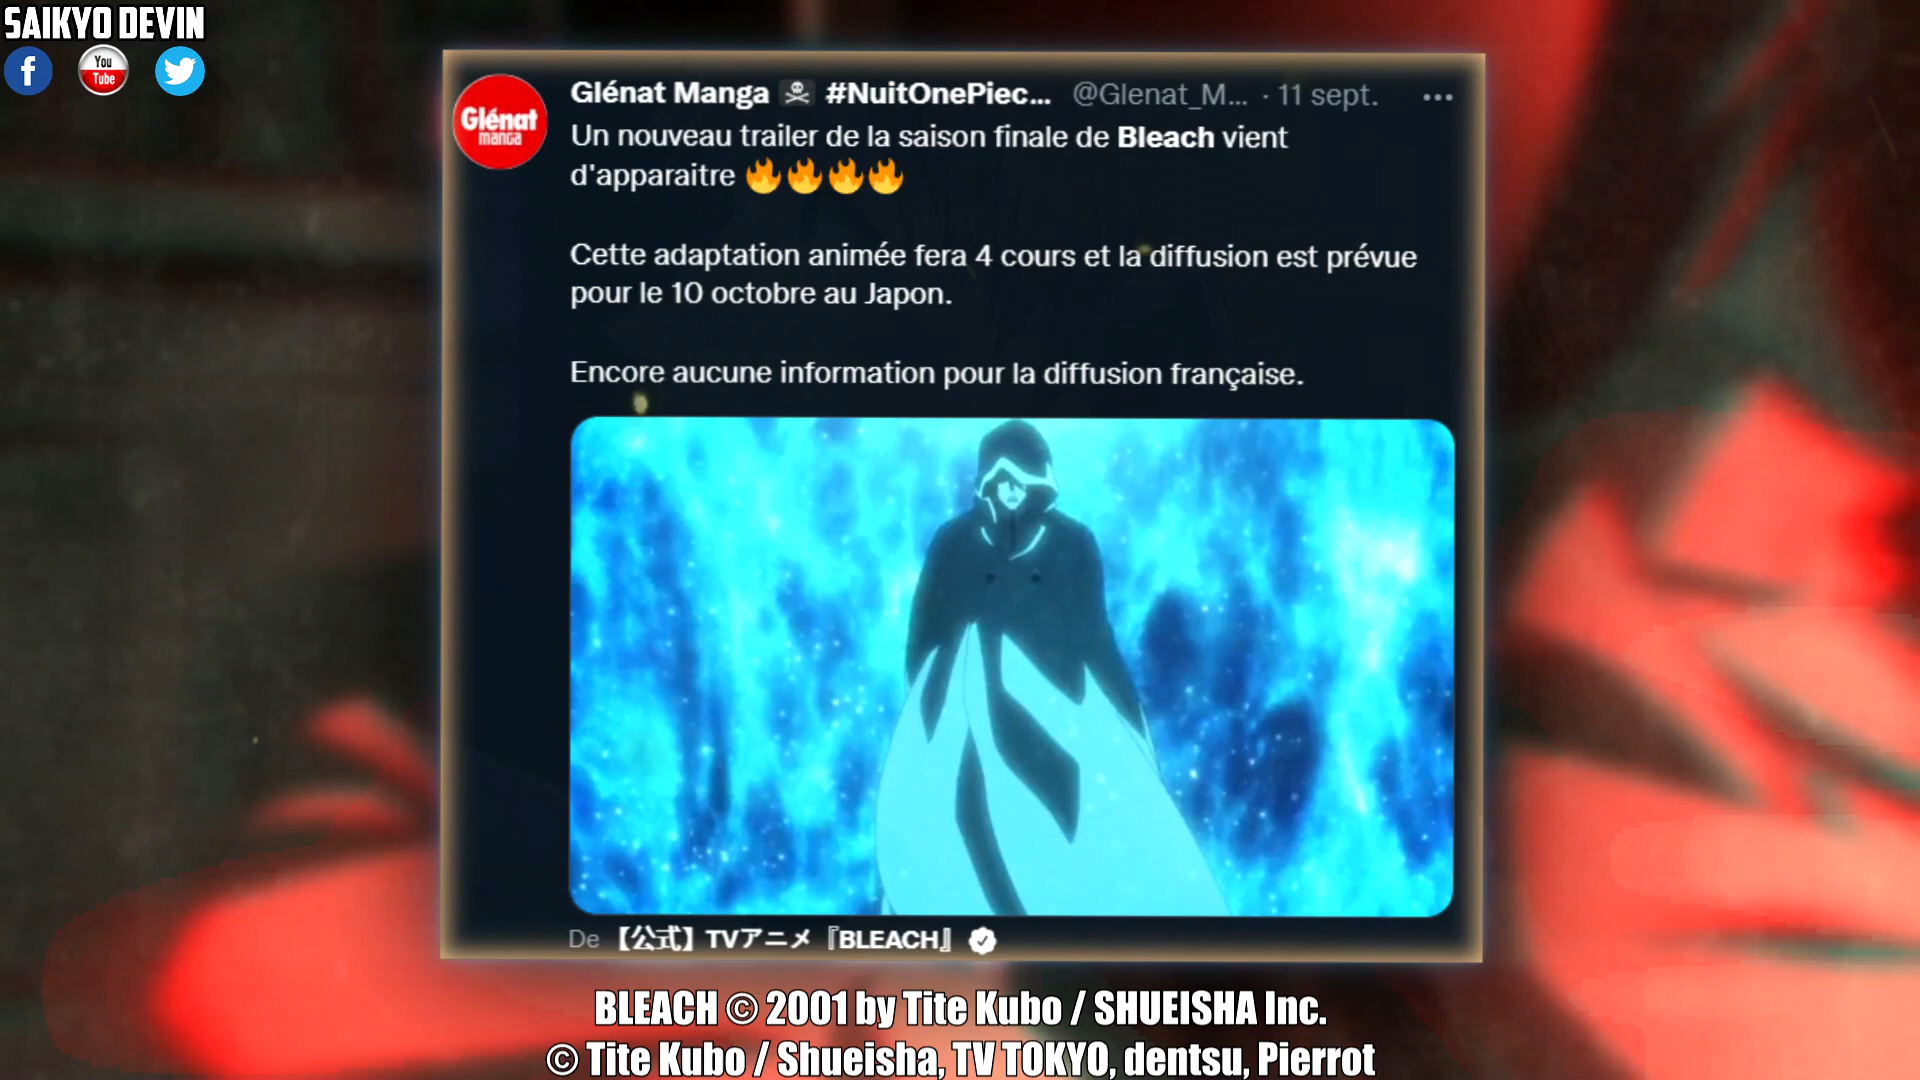 SAIKYO DEVIN
f
You
Tube
Glénat
manga
Glénat Manga ☠ #NuitOnePiec... @Glenat_M... · 11 sept. ...
Un nouveau trailer de la saison finale de Bleach vient
d'apparaitre 🔥🔥🔥🔥
Cette adaptation animée fera 4 cours et la diffusion est prévue
pour le 10 octobre au Japon.
Encore aucune information pour la diffusion française.
De 【公式】TVアニメ『BLEACH』
BLEACH © 2001 by Tite Kubo / SHUEISHA Inc.
© Tite Kubo / Shueisha, TV TOKYO, dentsu, Pierrot